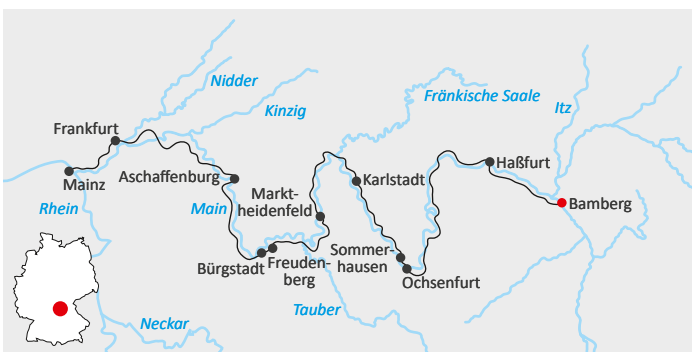 Nidder
Kinzig
Fränkische Saale
Itz
Frankfurt
Mainz
Aschaffenburg
Rhein
Main
Markt-
heidenfeld
Karlstadt
Haßfurt
Bamberg
Bürgstadt
Freuden-
berg
Sommer-
hausen
Ochsenfurt
Tauber
Neckar